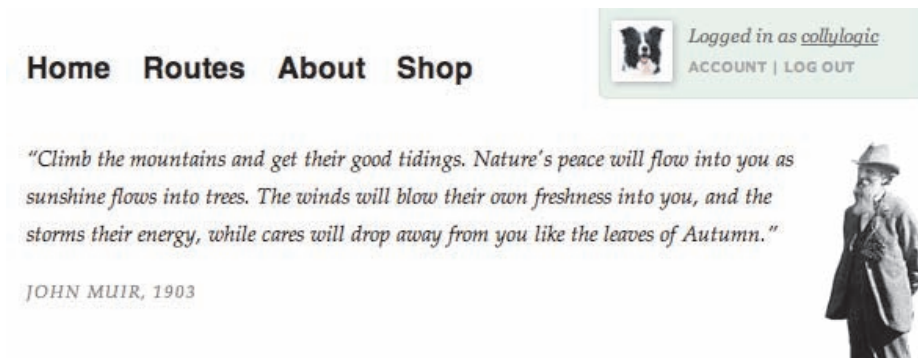 Home Routes About Shop
Logged in as collylogic
ACCOUNT | LOG OUT
“Climb the mountains and get their good tidings. Nature’s peace will flow into you as
sunshine flows into trees. The winds will blow their own freshness into you, and the
storms their energy, while cares will drop away from you like the leaves of Autumn.”
JOHN MUIR, 1903